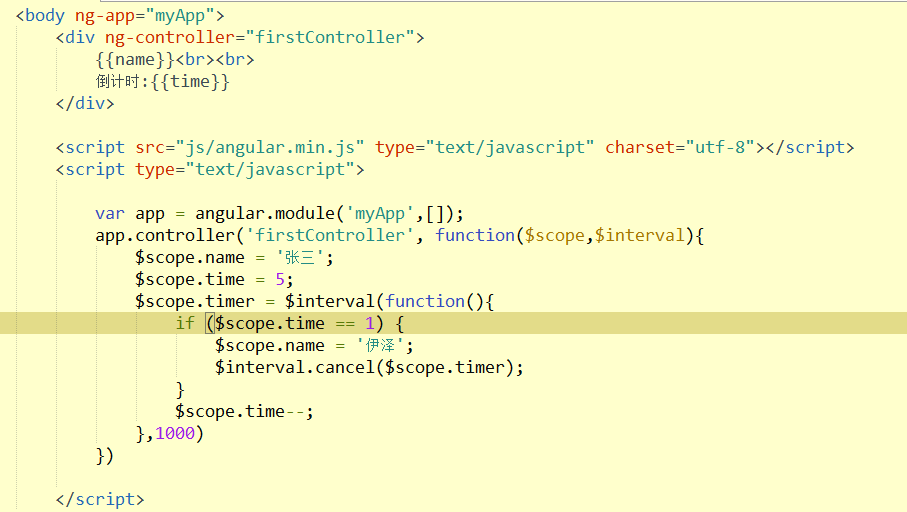 <body ng-app="myApp">
<div ng-controller="firstController">
{{name}}<br><br>
倒计时:{{time}}
</div>
<script src="js/angular.min.js" type="text/javascript" charset="utf-8"></script>
<script type="text/javascript">
var app = angular.module('myApp',[]);
app.controller('firstController', function($scope,$interval){
$scope.name = '张三';
$scope.time = 5;
$scope.timer = $interval(function(){
if ($scope.time == 1) {
$scope.name = '伊泽';
$interval.cancel($scope.timer);
}
$scope.time--;
},1000)
})
</script>